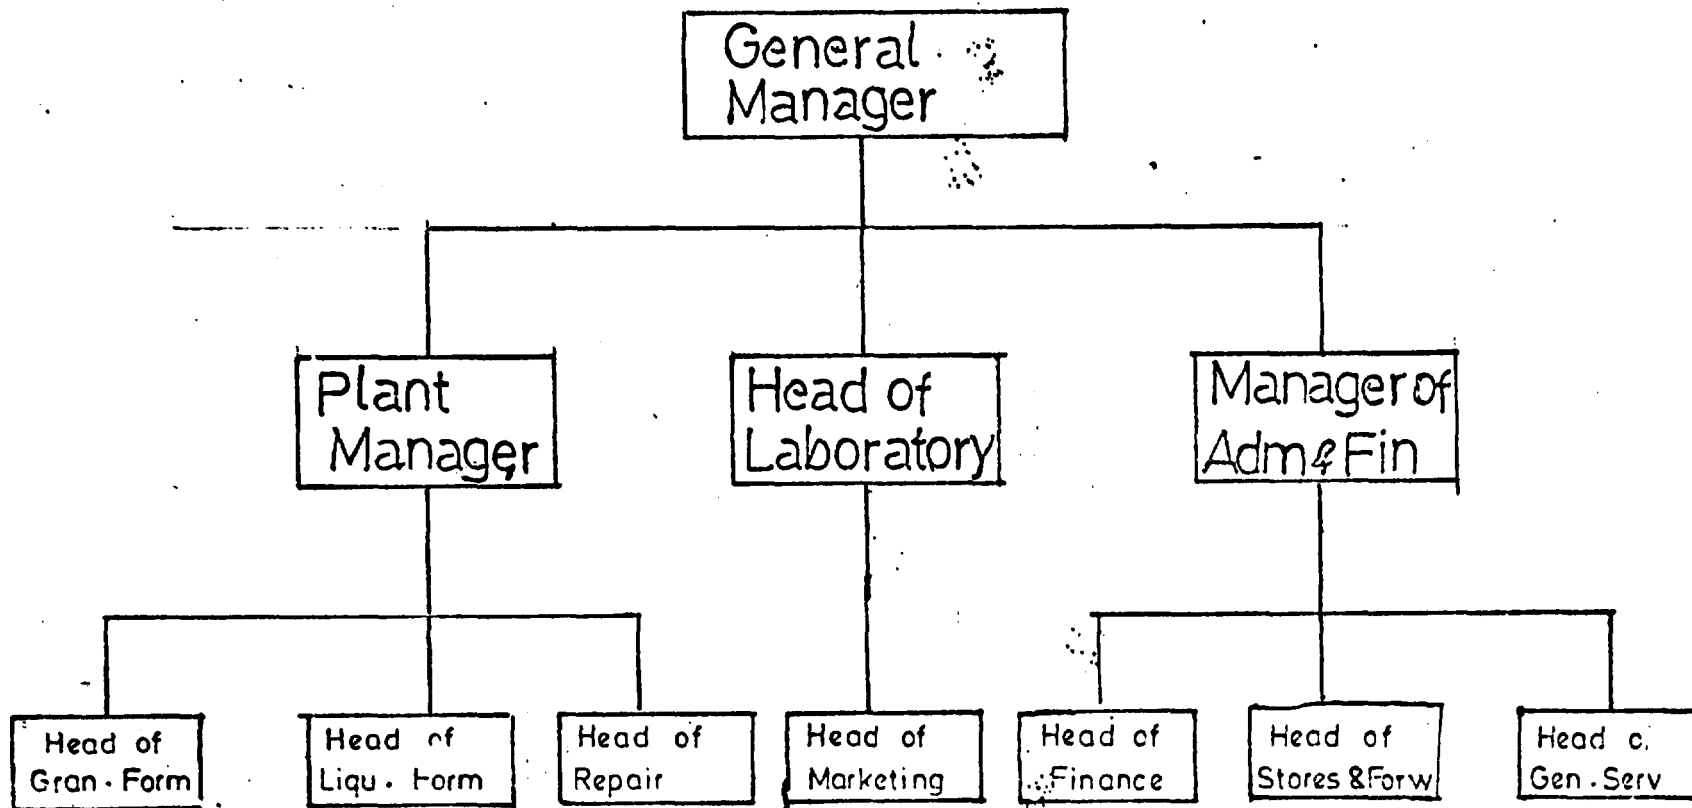 General
Manager
Plant
Manager
Head of
Laboratory
Manager of
Adm & Fin
Head of
Gran. Form
Head of
Liqu. Form
Head of
Repair
Head of
Marketing
Head of
Finance
Head of
Stores & Forw
Head o.
Gen. Serv